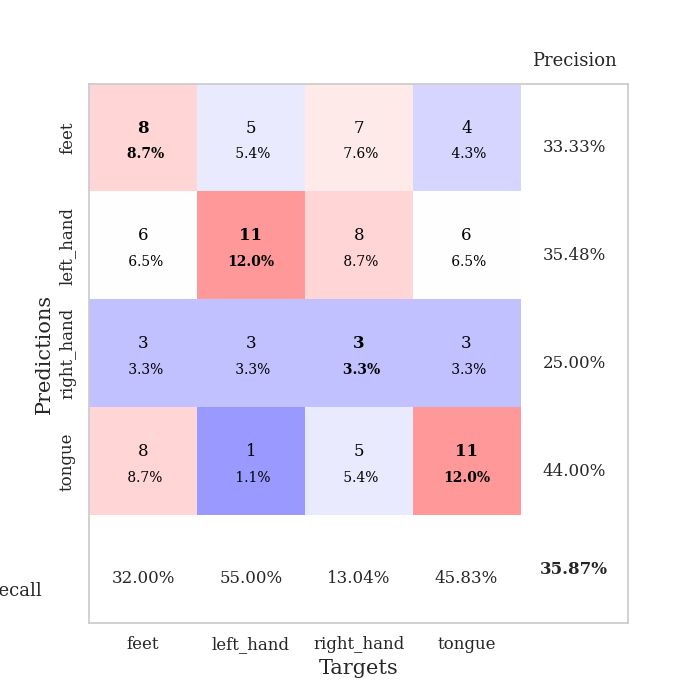 Precision
feet
8 5 7 4
8.7% 5.4% 7.6% 4.3%
33.33%
left_hand
6 11 8 6
6.5% 12.0% 8.7% 6.5%
35.48%
Predictions
right_hand
3 3 3 3
3.3% 3.3% 3.3% 3.3%
25.00%
tongue
8 1 5 11
8.7% 1.1% 5.4% 12.0%
44.00%
ecall
32.00% 55.00% 13.04% 45.83%
35.87%
feet left_hand right_hand tongue
Targets